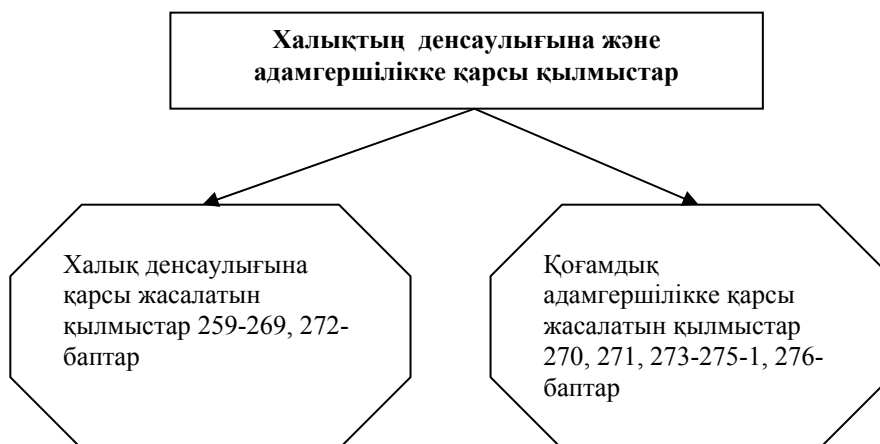 Халықтың денсаулығына және
адамгершілікке қарсы қылмыстар
Халық денсаулығына
қарсы жасалатын
қылмыстар 259-269, 272-
баптар
Қоғамдық
адамгершілікке қарсы
жасалатын қылмыстар
270, 271, 273-275-1, 276-
баптар